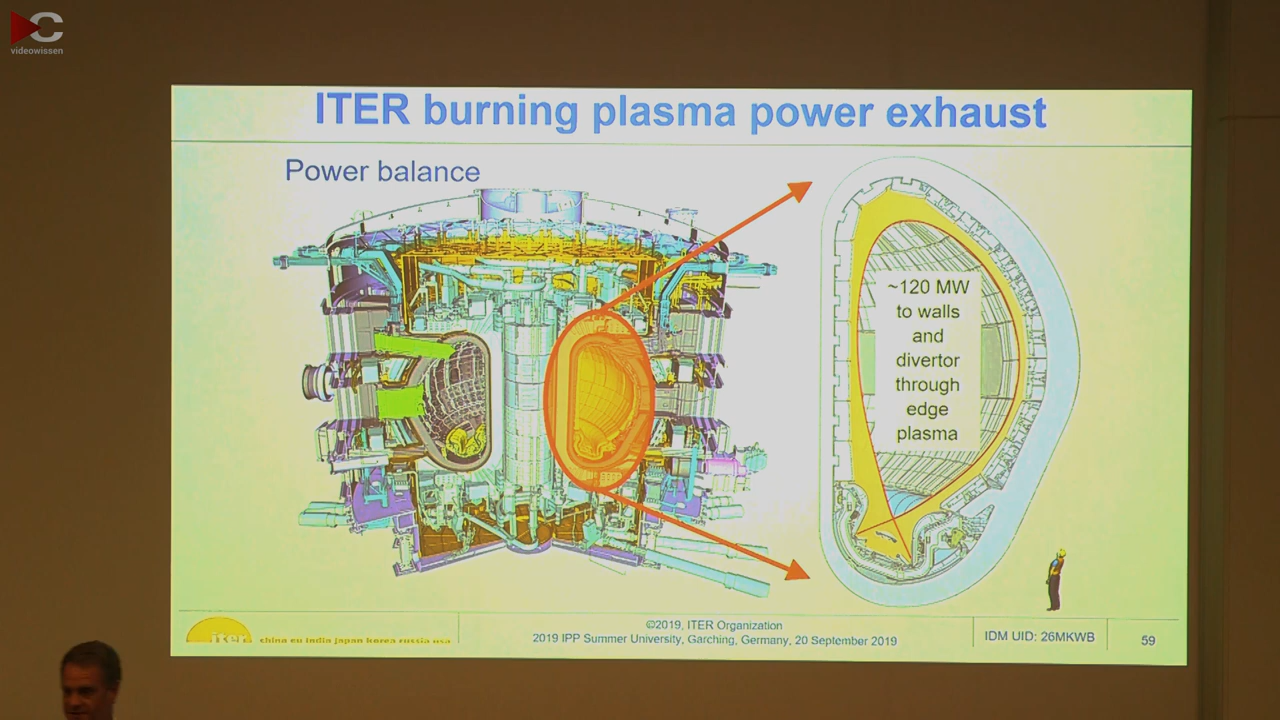 videowissen
ITER burning plasma power exhaust
Power balance
~120 MW
to walls
and
divertor
through
edge
plasma
iter
china eu india japan korea russia usa
©2019, ITER Organization
2019 IPP Summer University, Garching, Germany, 20 September 2019
IDM UID: 26MKWB
59